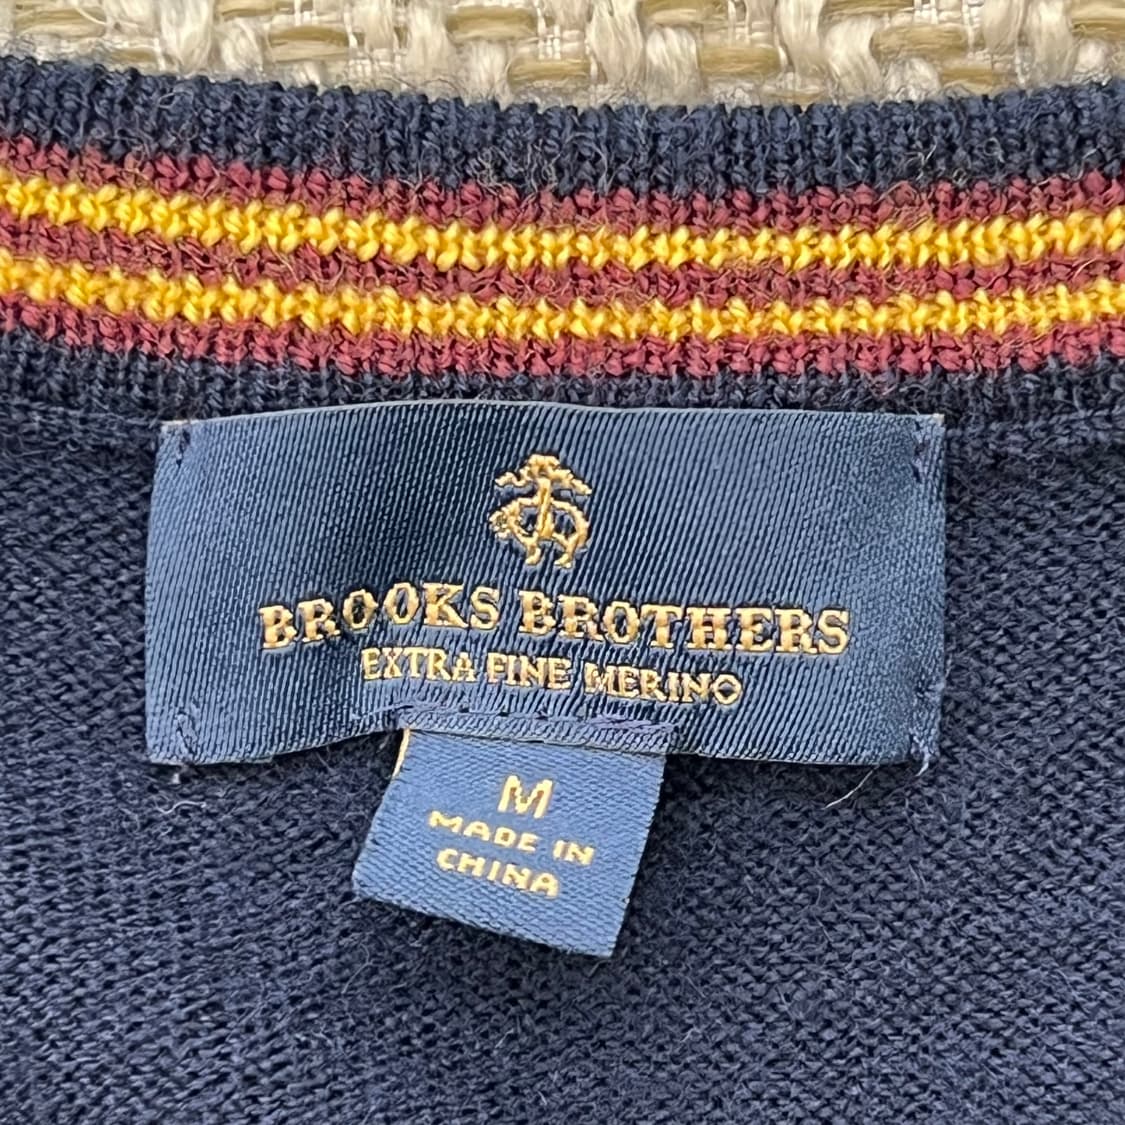 BROOKS BROTHERS
EXTRA FINE MERINO
M
MADE IN
CHINA